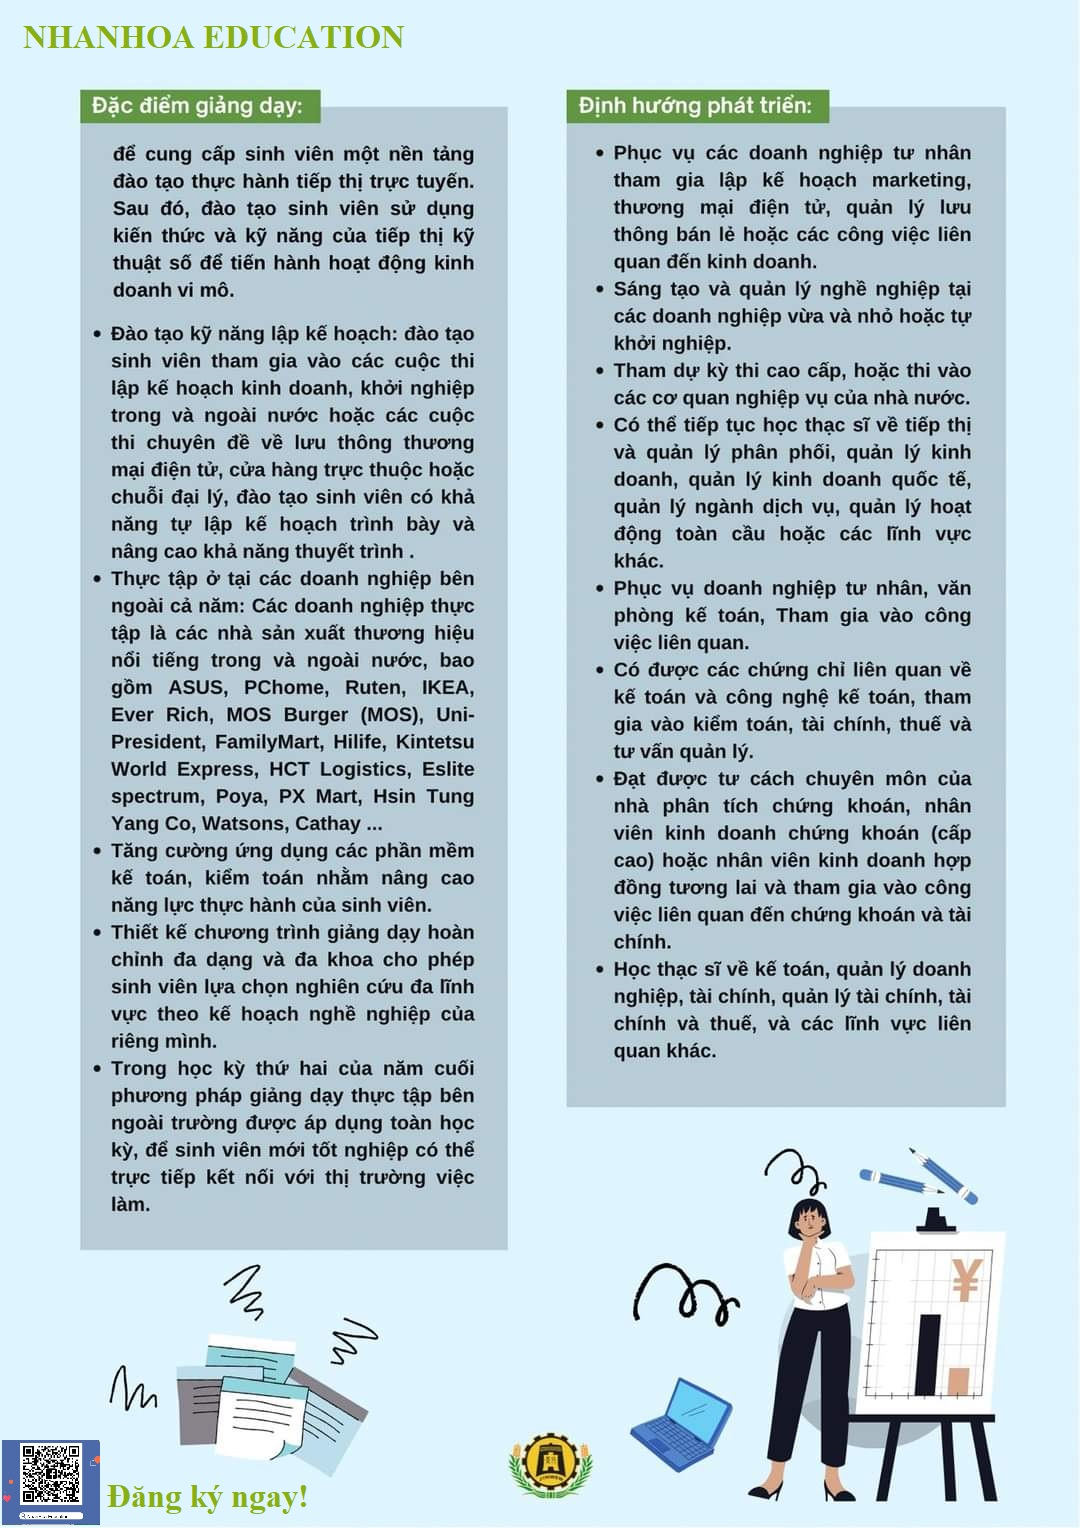 NHANHOA EDUCATION
Đặc điểm giảng dạy:
để cung cấp sinh viên một nền tảng
đào tạo thực hành tiếp thị trực tuyến.
Sau đó, đào tạo sinh viên sử dụng
kiến thức và kỹ năng của tiếp thị kỹ
thuật số để tiến hành hoạt động kinh
doanh vi mô.
• Đào tạo kỹ năng lập kế hoạch: đào tạo
sinh viên tham gia vào các cuộc thi
lập kế hoạch kinh doanh, khởi nghiệp
trong và ngoài nước hoặc các cuộc
thi chuyên đề về lưu thông thương
mại điện tử, cửa hàng trực thuộc hoặc
chuỗi đại lý, đào tạo sinh viên có khả
năng tự lập kế hoạch trình bày và
nâng cao khả năng thuyết trình .
• Thực tập ở tại các doanh nghiệp bên
ngoài cả năm: Các doanh nghiệp thực
tập là các nhà sản xuất thương hiệu
nổi tiếng trong và ngoài nước, bao
gồm ASUS, PChome, Ruten, IKEA,
Ever Rich, MOS Burger (MOS), Uni-
President, FamilyMart, Hilife, Kintetsu
World Express, HCT Logistics, Eslite
spectrum, Poya, PX Mart, Hsin Tung
Yang Co, Watsons, Cathay ...
• Tăng cường ứng dụng các phần mềm
kế toán, kiểm toán nhằm nâng cao
năng lực thực hành của sinh viên.
• Thiết kế chương trình giảng dạy hoàn
chỉnh đa dạng và đa khoa cho phép
sinh viên lựa chọn nghiên cứu đa lĩnh
vực theo kế hoạch nghề nghiệp của
riêng mình.
• Trong học kỳ thứ hai của năm cuối
phương pháp giảng dạy thực tập bên
ngoài trường được áp dụng toàn học
kỳ, để sinh viên mới tốt nghiệp có thể
trực tiếp kết nối với thị trường việc
làm.
Định hướng phát triển:
• Phục vụ các doanh nghiệp tư nhân
tham gia lập kế hoạch marketing,
thương mại điện tử, quản lý lưu
thông bán lẻ hoặc các công việc liên
quan đến kinh doanh.
• Sáng tạo và quản lý nghề nghiệp tại
các doanh nghiệp vừa và nhỏ hoặc tự
khởi nghiệp.
• Tham dự kỳ thi cao cấp, hoặc thi vào
các cơ quan nghiệp vụ của nhà nước.
• Có thể tiếp tục học thạc sĩ về tiếp thị
và quản lý phân phối, quản lý kinh
doanh, quản lý kinh doanh quốc tế,
quản lý ngành dịch vụ, quản lý hoạt
động toàn cầu hoặc các lĩnh vực
khác.
• Phục vụ doanh nghiệp tư nhân, văn
phòng kế toán, Tham gia vào công
việc liên quan.
• Có được các chứng chỉ liên quan về
kế toán và công nghệ kế toán, tham
gia vào kiểm toán, tài chính, thuế và
tư vấn quản lý.
• Đạt được tư cách chuyên môn của
nhà phân tích chứng khoán, nhân
viên kinh doanh chứng khoán (cấp
cao) hoặc nhân viên kinh doanh hợp
đồng tương lai và tham gia vào công
việc liên quan đến chứng khoán và tài
chính.
• Học thạc sĩ về kế toán, quản lý doanh
nghiệp, tài chính, quản lý tài chính, tài
chính và thuế, và các lĩnh vực liên
quan khác.
¥
Đăng ký ngay!